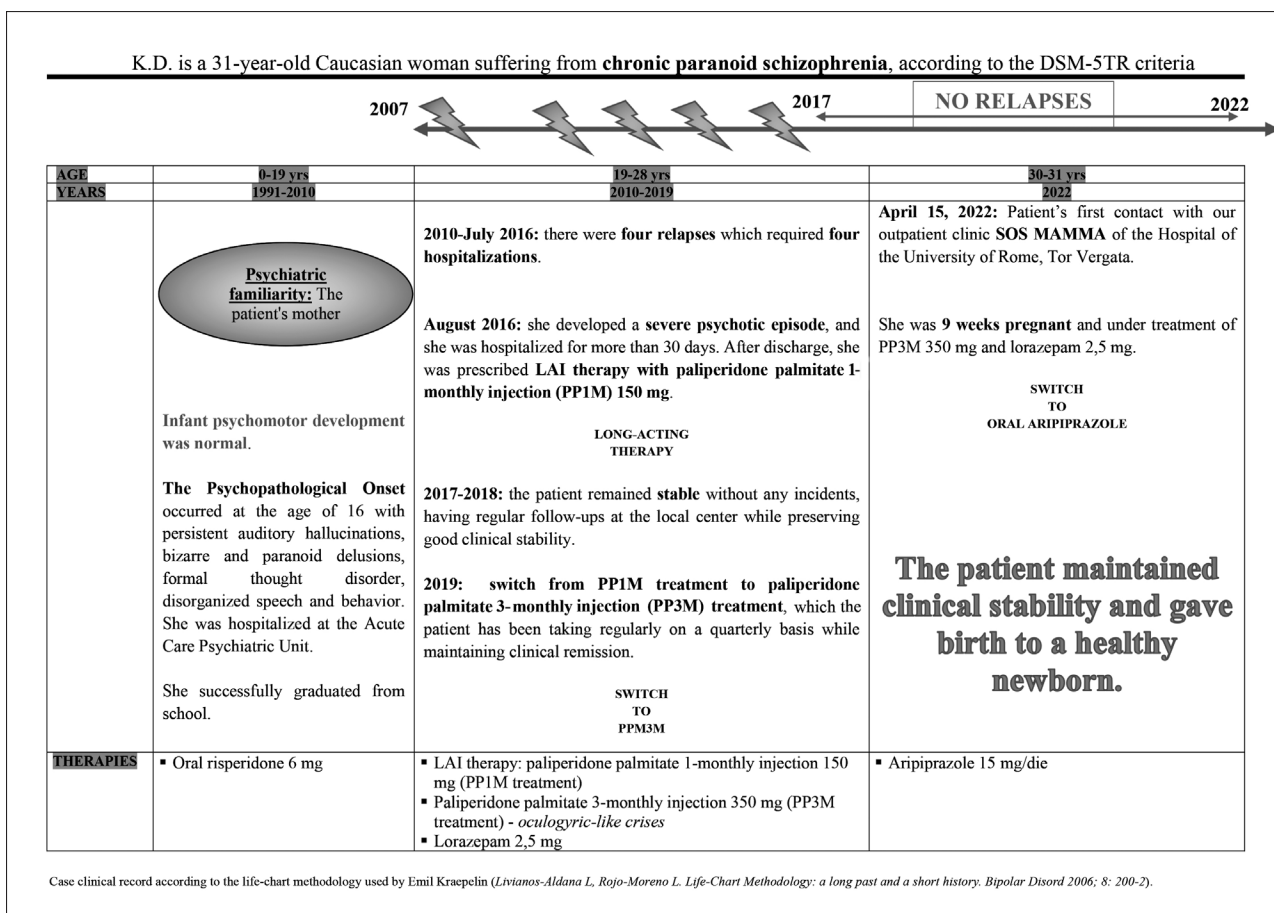 K.D. is a 31-year-old Caucasian woman suffering from chronic paranoid schizophrenia, according to the DSM-5TR criteria
2007
2017
NO RELAPSES
2022
AGE
0-19 yrs
19-28 yrs
30-31 yrs
YEARS
1991-2010
2010-2019
2022
Psychiatric
familiarity: The
patient's mother
Infant psychomotor development
was normal.
The Psychopathological Onset
occurred at the age of 16 with
persistent auditory hallucinations,
bizarre and paranoid delusions,
formal thought disorder,
disorganized speech and behavior.
She was hospitalized at the Acute
Care Psychiatric Unit.
She successfully graduated from
school.
2010-July 2016: there were four relapses which required four
hospitalizations.
August 2016: she developed a severe psychotic episode, and
she was hospitalized for more than 30 days. After discharge, she
was prescribed LAI therapy with paliperidone palmitate 1-
monthly injection (PP1M) 150 mg.
LONG-ACTING
THERAPY
2017-2018: the patient remained stable without any incidents,
having regular follow-ups at the local center while preserving
good clinical stability.
2019: switch from PP1M treatment to paliperidone
palmitate 3-monthly injection (PP3M) treatment, which the
patient has been taking regularly on a quarterly basis while
maintaining clinical remission.
SWITCH
TO
PPM3M
April 15, 2022: Patient's first contact with our
outpatient clinic SOS MAMMA of the Hospital of
the University of Rome, Tor Vergata.
She was 9 weeks pregnant and under treatment of
PP3M 350 mg and lorazepam 2,5 mg.
SWITCH
TO
ORAL ARIPIPRAZOLE
The patient maintained
clinical stability and gave
birth to a healthy
newborn.
THERAPIES
▪ Oral risperidone 6 mg
▪ LAI therapy: paliperidone palmitate 1-monthly injection 150
mg (PP1M treatment)
▪ Paliperidone palmitate 3-monthly injection 350 mg (PP3M
treatment) - oculogyric-like crises
▪ Lorazepam 2,5 mg
▪ Aripiprazole 15 mg/die
Case clinical record according to the life-chart methodology used by Emil Kraepelin (Livianos-Aldana L, Rojo-Moreno L. Life-Chart Methodology: a long past and a short history. Bipolar Disord 2006; 8: 200-2).